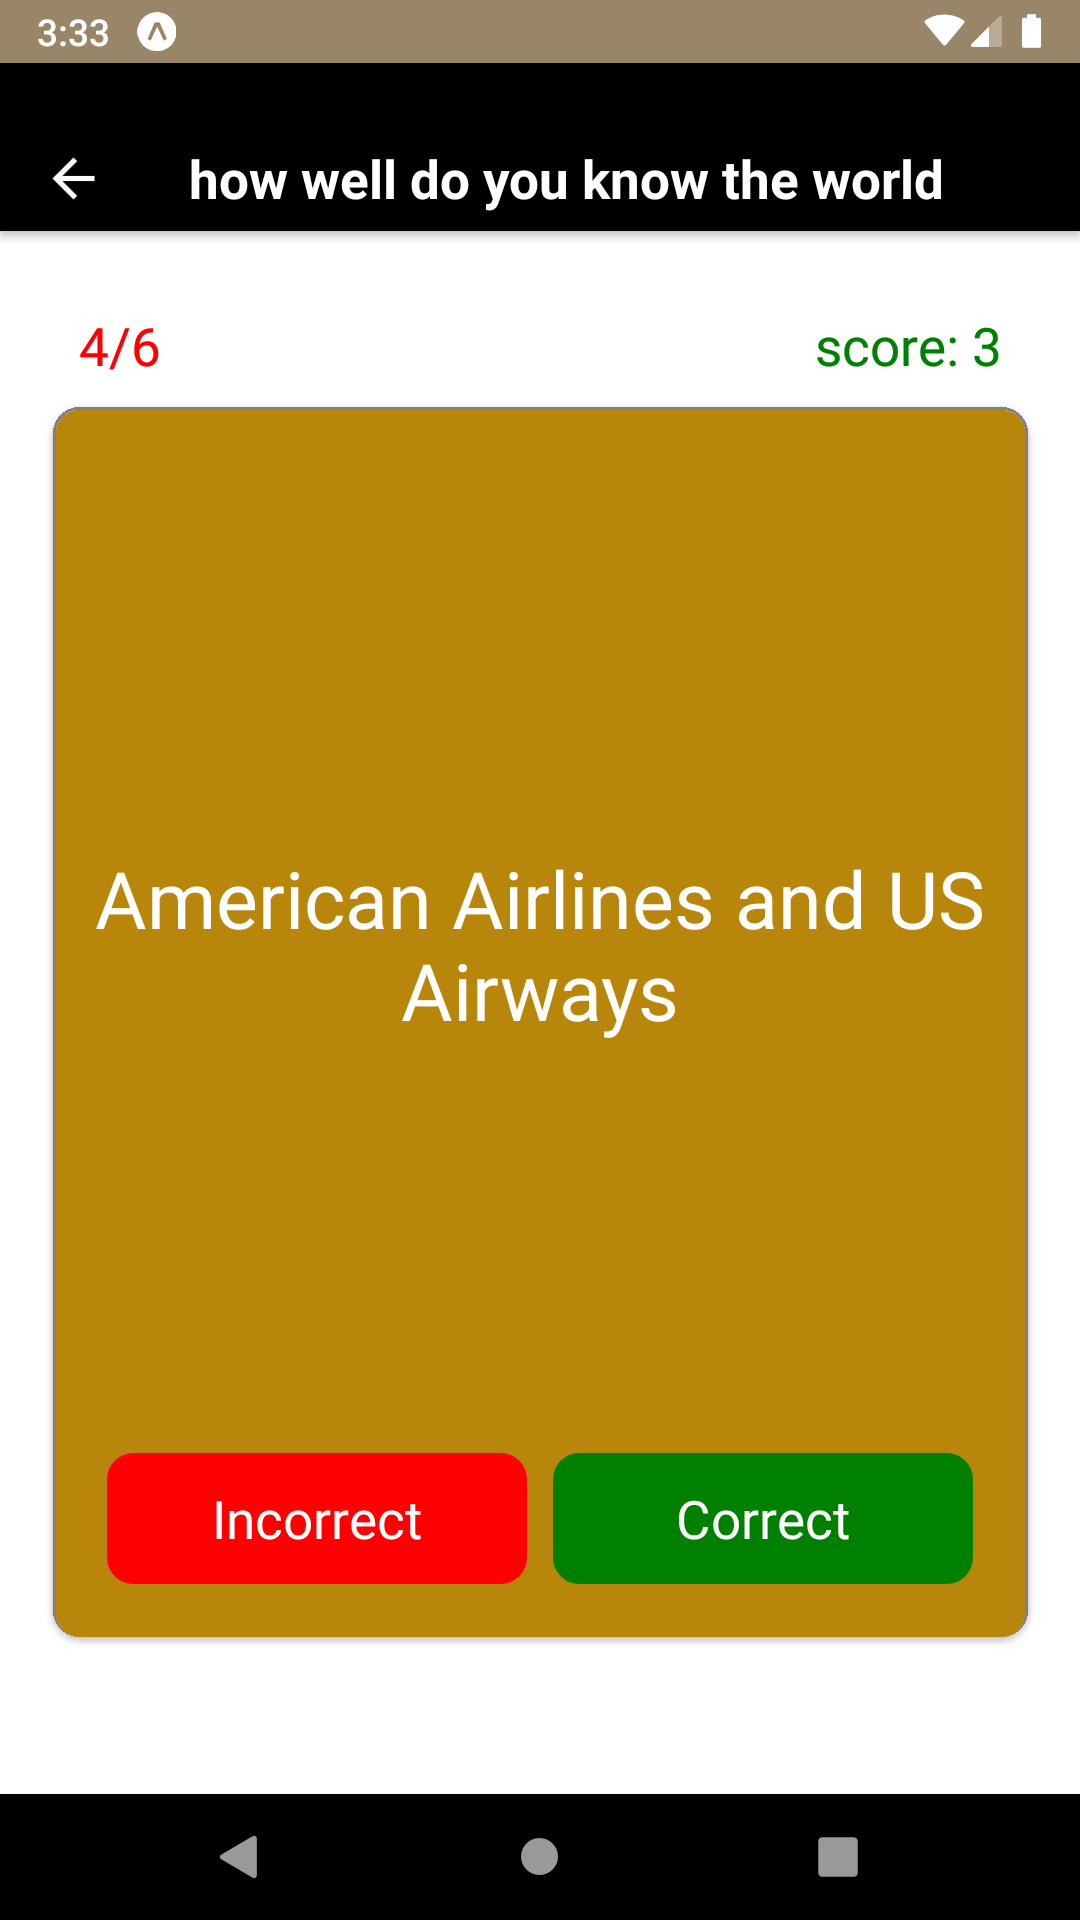 3:33
how well do you know the world
4/6
score: 3
American Airlines and US
Airways
Incorrect
Correct